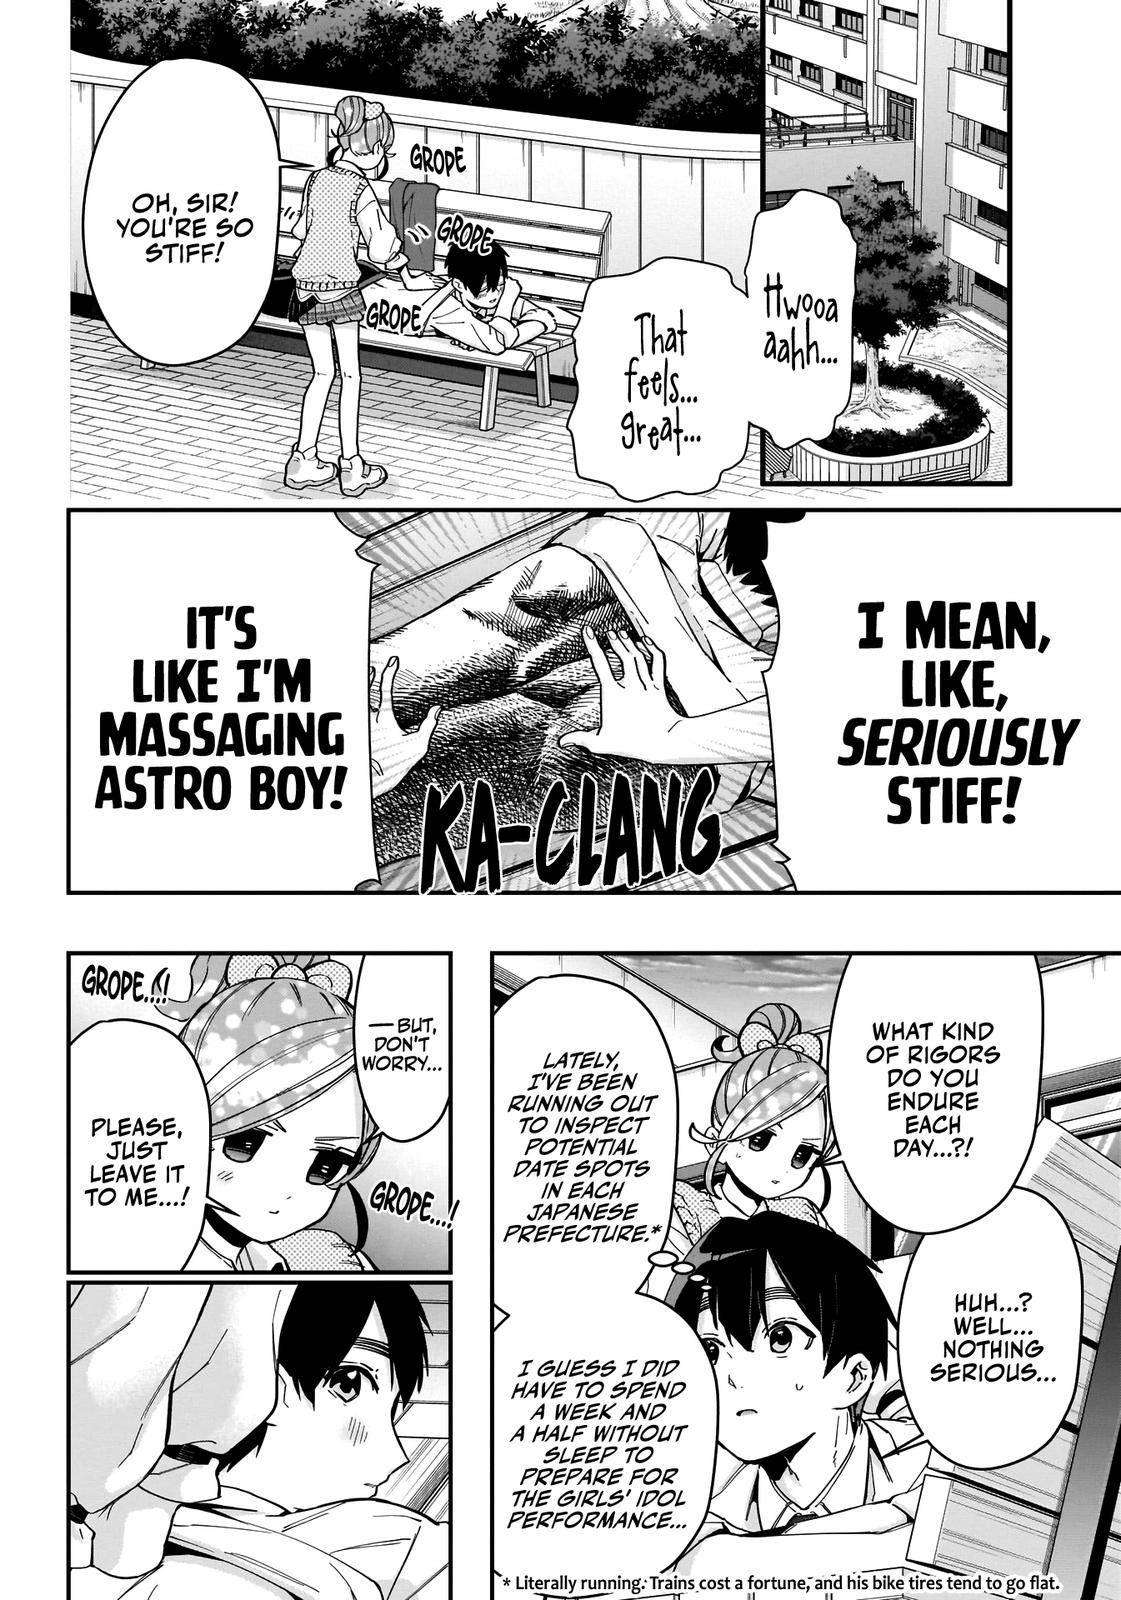 Hwooa
aahh...
That
feels...
great...
GROPE
GROPE
GROPE
OH, SIR!
YOU'RE SO
STIFF!
I MEAN,
LIKE,
SERIOUSLY
STIFF!
KA-CLANG
IT'S
LIKE I'M
MASSAGING
ASTRO BOY!
WHAT KIND
OF RIGORS
DO YOU
ENDURE
EACH
DAY...?!
HUH...?
WELL...
NOTHING
SERIOUS...
LATELY,
I'VE BEEN
RUNNING OUT
TO INSPECT
POTENTIAL
DATE SPOTS
IN EACH
JAPANESE
PREFECTURE.*
I GUESS I DID
HAVE TO SPEND
A WEEK AND
A HALF WITHOUT
SLEEP TO
PREPARE FOR
THE GIRLS' IDOL
PERFORMANCE...
* Literally running. Trains cost a fortune, and his bike tires tend to go flat.
—BUT,
DON'T
WORRY...
GROPE...!!
GROPE...!!
PLEASE,
JUST
LEAVE IT
TO ME...!